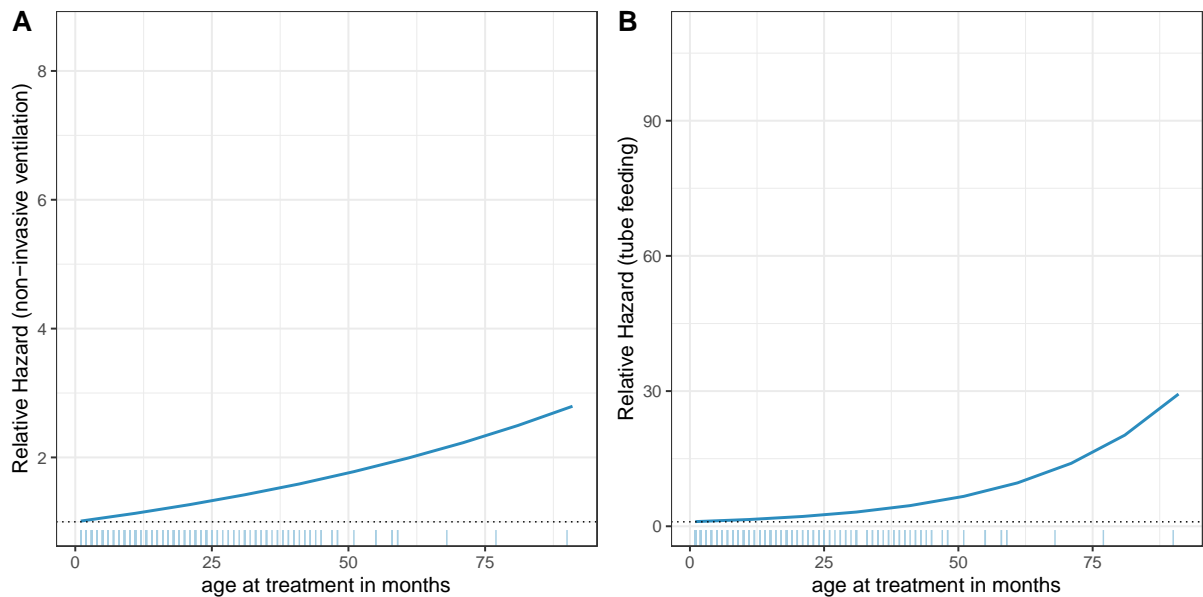 A
Relative Hazard (non−invasive ventilation)
8
6
4
2
0
25
50
75
age at treatment in months
B
Relative Hazard (tube feeding)
90
60
30
0
0
25
50
75
age at treatment in months